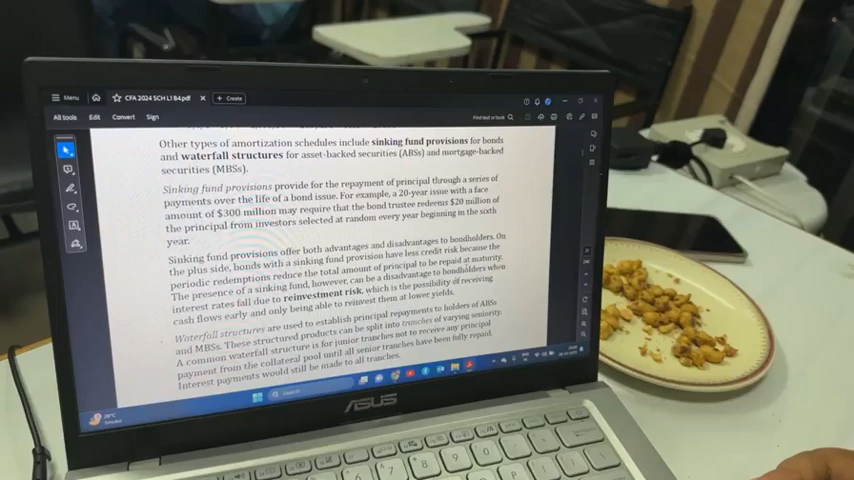 Menu
CFA 2024 SCH L1 B4.pdf
Create
All tools Edit Convert Sign
Find text or tools
Other types of amortization schedules include sinking fund provisions for bonds
and waterfall structures for asset-backed securities (ABSs) and mortgage-backed
securities (MBSs).
Sinking fund provisions provide for the repayment of principal through a series of
payments over the life of a bond issue. For example, a 20-year issue with a face
amount of $300 million may require that the bond trustee redeems $20 million of
the principal from investors selected at random every year beginning in the sixth
year.
Sinking fund provisions offer both advantages and disadvantages to bondholders. On
the plus side, bonds with a sinking fund provision have less credit risk because the
periodic redemptions reduce the total amount of principal to be repaid at maturity.
The presence of a sinking fund, however, can be a disadvantage to bondholders when
interest rates fall due to reinvestment risk, which is the possibility of receiving
cash flows early and only being able to reinvest them at lower yields.
Waterfall structures are used to establish principal repayments to holders of ABSs
and MBSs. These structured products can be split into tranches of varying seniority.
A common waterfall structure is for junior tranches not to receive any principal
payment from the collateral pool until all senior tranches have been fully repaid.
Interest payments would still be made to all tranches.
Smoke
Search
ASUS
6 7 8 9 0
P